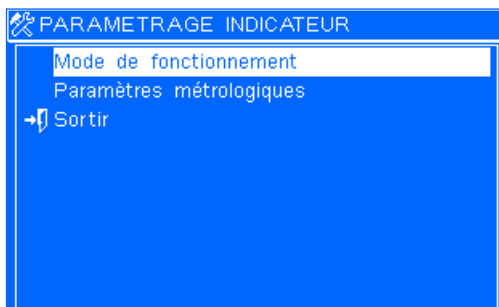 PARAMETRAGE INDICATEUR
Mode de fonctionnement
Paramètres métrologiques
Sortir